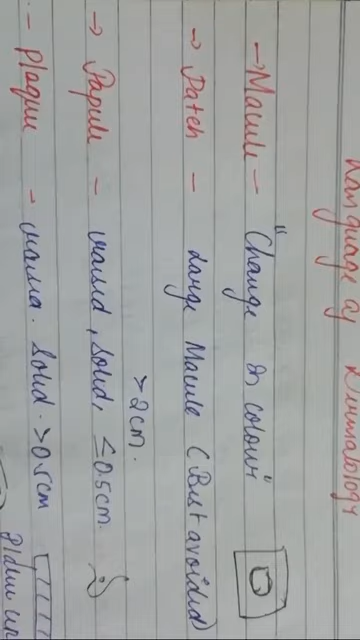 Language of Dermatology
→ Macule - "Change in colour"
→ Patch - Large Macule (Best avoided)
>2cm.
→ Papule - raised, solid, ≤0.5cm.
- Plaque - raised. Solid. >0.5cm